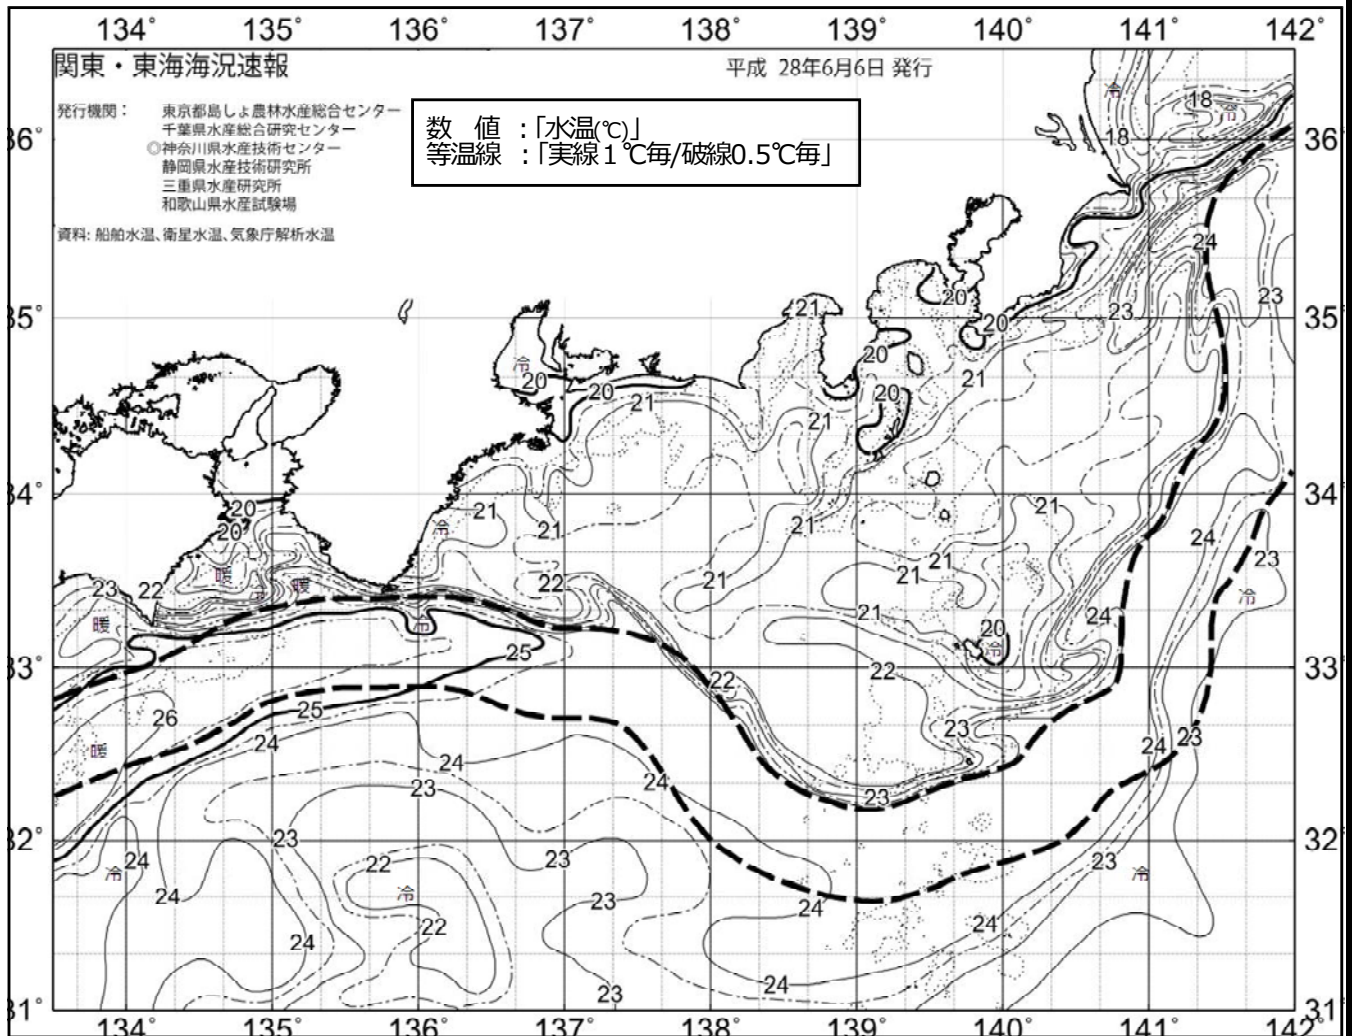 134° 135° 136° 137° 138° 139° 140° 141° 142°
関東・東海海況速報
平成 28年6月6日 発行
発行機関： 東京都島しょ農林水産総合センター
千葉県水産総合研究センター
◎神奈川県水産技術センター
静岡県水産技術研究所
三重県水産研究所
和歌山県水産試験場
資料: 船舶水温、衛星水温、気象庁解析水温
数 値 ：「水温(℃)」
等温線 ：「実線１℃毎/破線0.5℃毎」
冷 18 冷
36° 18 36°
24
20 23 23
35° 21 20 35°
冷 20 20
20 20 21 20
21 21
34° 34°
20 21 21 21
20 冷 21 24
暖 暖 22 21 21 21 23
23 22 冷
暖 冷 21 24
20 冷
33° 25 22 33°
26 25 22
24 23 23
暖 24 24
24 23 23
32° 23 32°
24 22 23 23
冷 冷 冷
24 23 24
24 22 24
24
31° 23 31°
134° 135° 136° 137° 138° 139° 140° 141° 142°